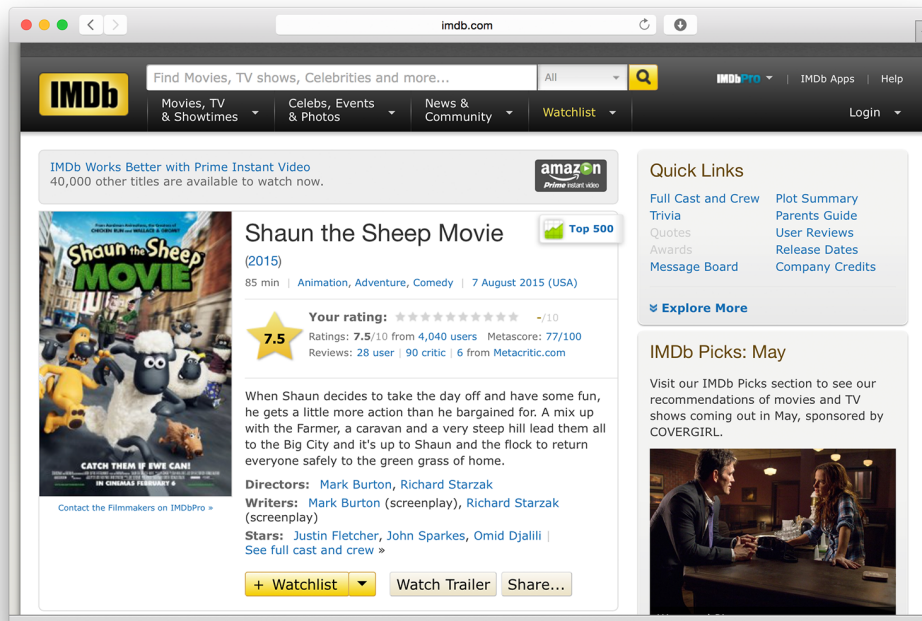 imdb.com
IMDb
Find Movies, TV shows, Celebrities and more...
All
IMDbPro
IMDb Apps
Help
Movies, TV
& Showtimes
Celebs, Events
& Photos
News &
Community
Watchlist
Login
IMDb Works Better with Prime Instant Video
40,000 other titles are available to watch now.
amazon
Prime instant video
Shaun the Sheep
MOVIE
CATCH THEM IF EWE CAN!
IN CINEMAS FEBRUARY 6
Contact the Filmmakers on IMDbPro »
Shaun the Sheep Movie
Top 500
(2015)
85 min | Animation, Adventure, Comedy | 7 August 2015 (USA)
7.5
Your rating: -/10
Ratings: 7.5/10 from 4,040 users Metascore: 77/100
Reviews: 28 user | 90 critic | 6 from Metacritic.com
When Shaun decides to take the day off and have some fun,
he gets a little more action than he bargained for. A mix up
with the Farmer, a caravan and a very steep hill lead them all
to the Big City and it's up to Shaun and the flock to return
everyone safely to the green grass of home.
Directors: Mark Burton, Richard Starzak
Writers: Mark Burton (screenplay), Richard Starzak
(screenplay)
Stars: Justin Fletcher, John Sparkes, Omid Djalili |
See full cast and crew »
+ Watchlist
Watch Trailer
Share...
Quick Links
Full Cast and Crew
Plot Summary
Trivia
Parents Guide
Quotes
User Reviews
Awards
Release Dates
Message Board
Company Credits
Explore More
IMDb Picks: May
Visit our IMDb Picks section to see our
recommendations of movies and TV
shows coming out in May, sponsored by
COVERGIRL.